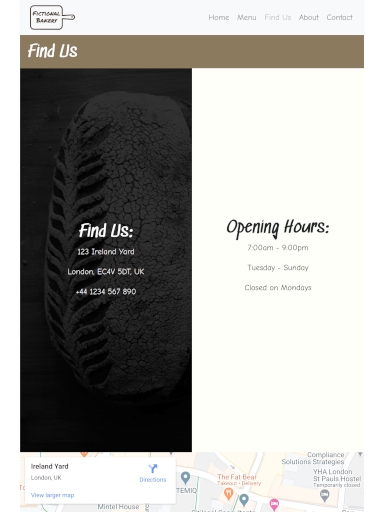 Fictional
Bakery
Home Menu Find Us About Contact
Find Us
Find Us:
123 Ireland Yard
London, EC4V 5DT, UK
+44 1234 567 890
Opening Hours:
7:00am - 9:00pm
Tuesday - Sunday
Closed on Mondays
Ireland Yard
London, UK
Directions
View larger map
The Fat Bear
Takeout • Delivery
TEMIO
Mintel House
Compliance
Solutions Strategies
YHA London
St Pauls Hostel
Temporarily closed